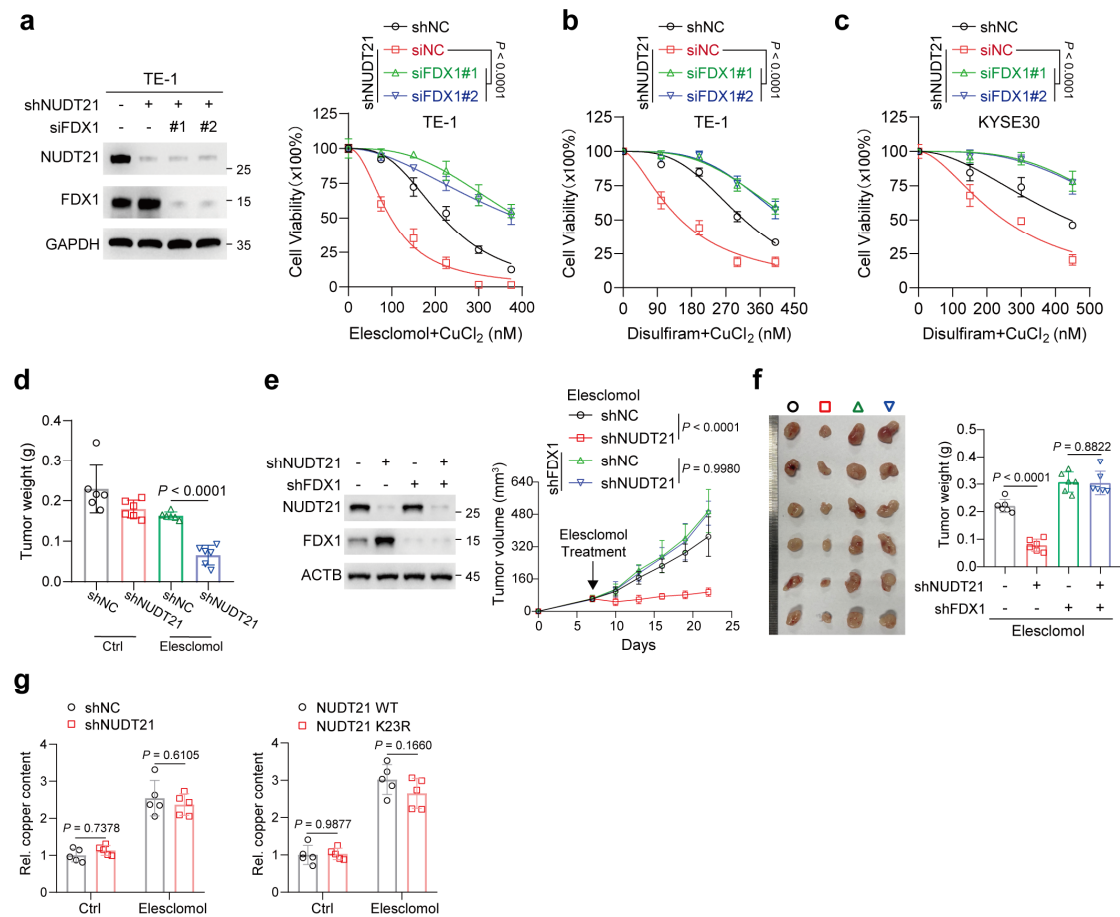 a
TE-1
shNUDT21 - + + +
siFDX1 - - #1 #2
NUDT21
25
FDX1
15
GAPDH
35
shNC
siNC
siFDX1#1
siFDX1#2
shNUDT21
P < 0.0001
TE-1
Cell Viability (x100%)
125
100
75
50
25
0
0 100 200 300 400
Elesclomol+CuCl2 (nM)
b
shNC
siNC
siFDX1#1
siFDX1#2
shNUDT21
P < 0.0001
TE-1
Cell Viability (x100%)
125
100
75
50
25
0
0 90 180 270 360 450
Disulfiram+CuCl2 (nM)
c
shNC
siNC
siFDX1#1
siFDX1#2
shNUDT21
P < 0.0001
KYSE30
Cell Viability (x100%)
125
100
75
50
25
0
0 100 200 300 400 500
Disulfiram+CuCl2 (nM)
d
Tumor weight (g)
0.4
0.3
0.2
0.1
0.0
P < 0.0001
shNC shNUDT21 shNC shNUDT21
Ctrl Elesclomol
e
shNUDT21 - + - +
shFDX1 - - + +
NUDT21
25
FDX1
15
ACTB
45
Elesclomol
shNC
shNUDT21
P < 0.0001
shNC
shNUDT21
P = 0.9980
shFDX1
Tumor volume (mm3)
640
480
320
160
0
Elesclomol
Treatment
0 5 10 15 20 25
Days
f
Tumor weight (g)
0.5
0.4
0.3
0.2
0.1
0.0
P < 0.0001
P = 0.8822
shNUDT21 - + - +
shFDX1 - - + +
Elesclomol
g
shNC
shNUDT21
Rel. copper content
4
3
2
1
0
P = 0.7378
P = 0.6105
Ctrl Elesclomol
NUDT21 WT
NUDT21 K23R
Rel. copper content
4
3
2
1
0
P = 0.9877
P = 0.1660
Ctrl Elesclomol